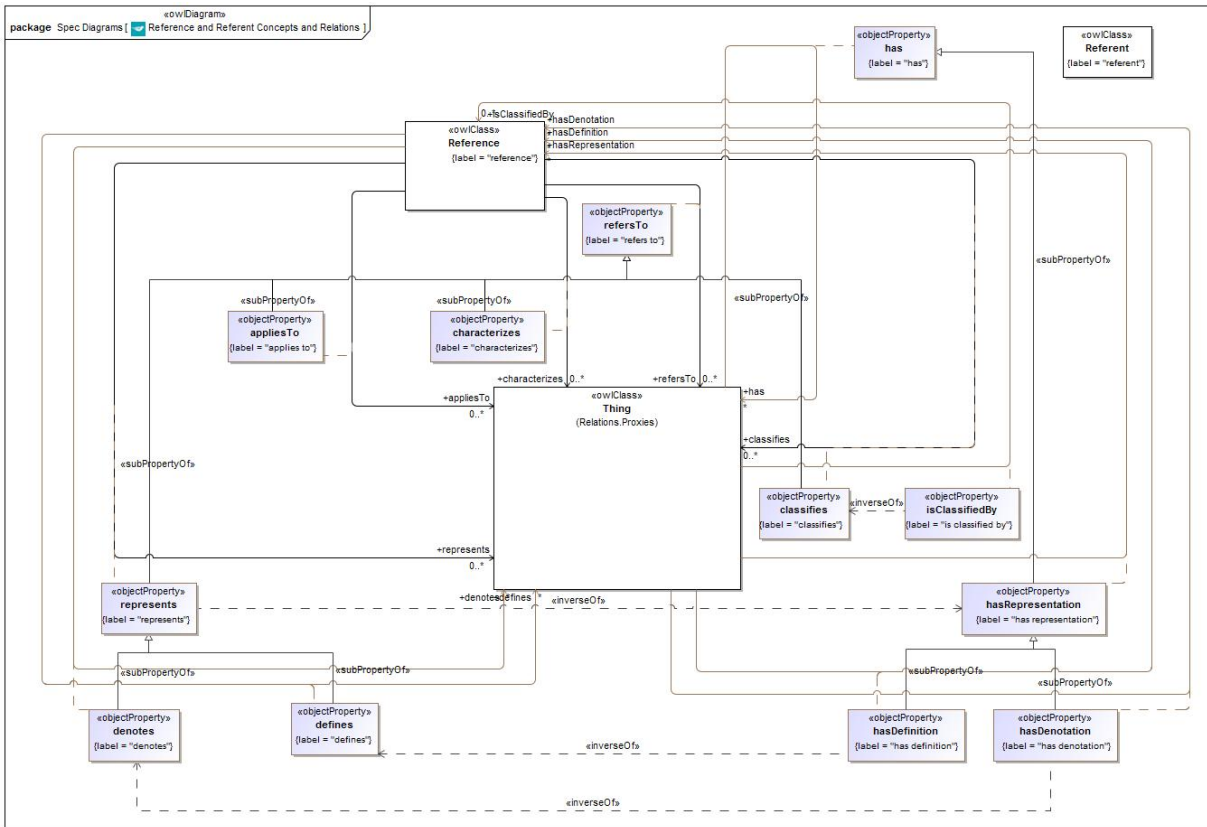 «owlDiagram»
package Spec Diagrams [ Reference and Referent Concepts and Relations ]
«objectProperty»
has
{label = "has"}
«owlClass»
Referent
{label = "referent"}
+isClassifiedBy
+hasDenotation
+hasDefinition
+hasRepresentation
*
«owlClass»
Reference
{label = "reference"}
«objectProperty»
refersTo
{label = "refers to"}
«subPropertyOf»
«subPropertyOf»
«subPropertyOf»
«subPropertyOf»
«objectProperty»
appliesTo
{label = "applies to"}
«objectProperty»
characterizes
{label = "characterizes"}
+characterizes 0..*
+refersTo 0..*
+appliesTo
0..*
«owlClass»
Thing
(Relations.Proxies)
+has
*
+classifies
0..*
«subPropertyOf»
«objectProperty»
classifies
{label = "classifies"}
«inverseOf»
«objectProperty»
isClassifiedBy
{label = "is classified by"}
+represents
0..*
«objectProperty»
represents
{label = "represents"}
+denotes
+defines *
«inverseOf»
«objectProperty»
hasRepresentation
{label = "has representation"}
«subPropertyOf»
«subPropertyOf»
«subPropertyOf»
«subPropertyOf»
«objectProperty»
denotes
{label = "denotes"}
«objectProperty»
defines
{label = "defines"}
«inverseOf»
«objectProperty»
hasDefinition
{label = "has definition"}
«objectProperty»
hasDenotation
{label = "has denotation"}
«inverseOf»